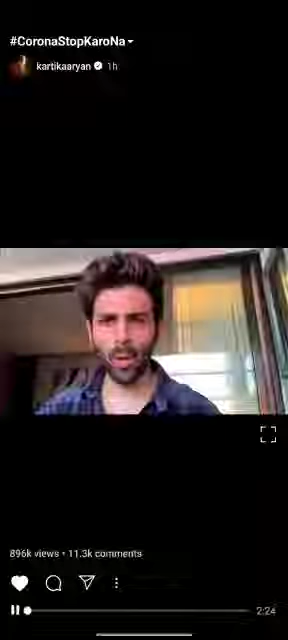 #CoronaStopKaroNa
kartikaaryan 1h
896k views • 11.3k comments
2:24